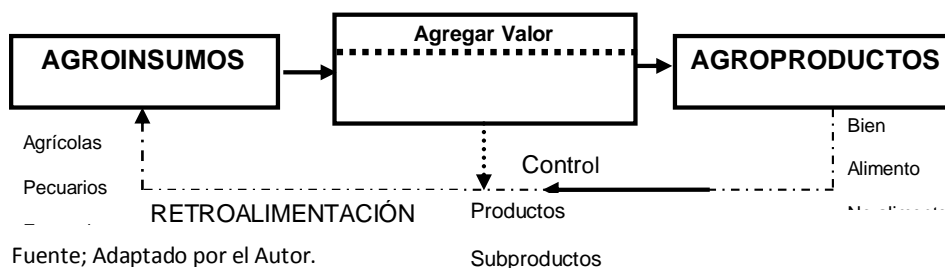 Agregar Valor
AGROINSUMOS
AGROPRODUCTOS
Agrícolas
Pecuarios
Bien
Alimento
Control
RETROALIMENTACIÓN
Productos
Subproductos
Fuente; Adaptado por el Autor.